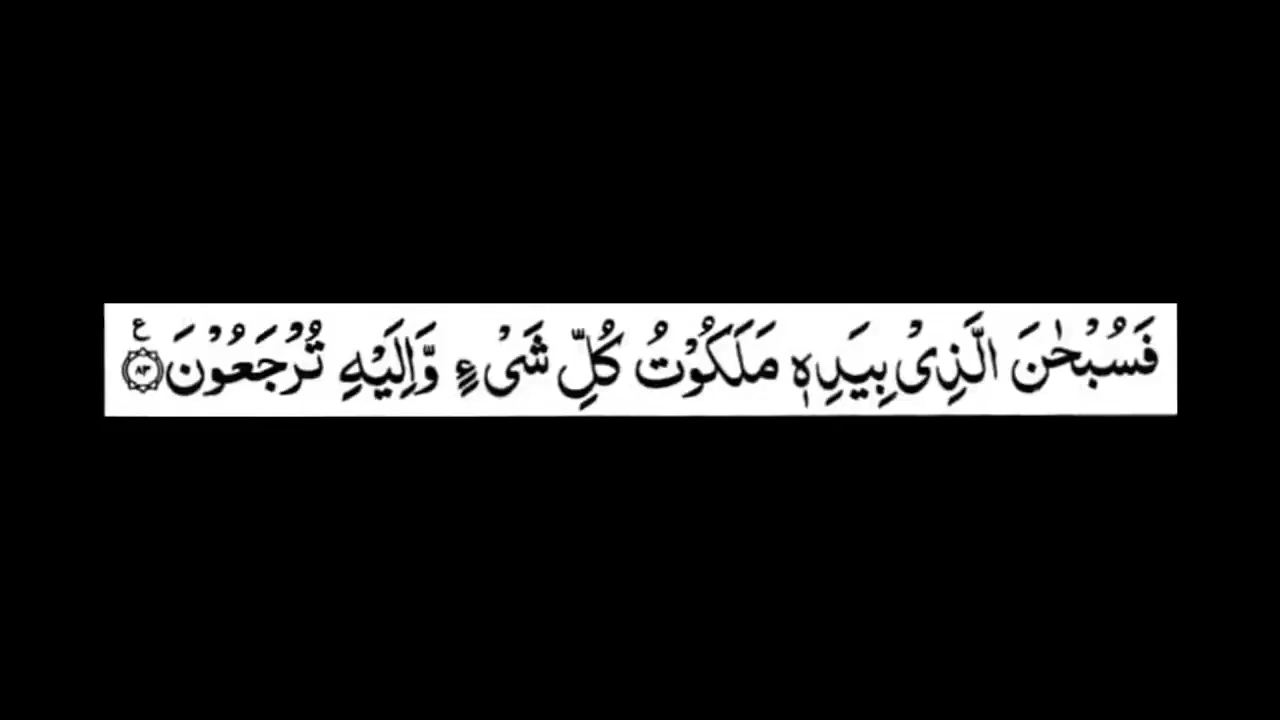 فَسُبْحٰنَ الَّذِیْ بِیَدِهٖ مَلَكُوْتُ كُلِّ شَیْءٍ وَّاِلَیْهِ تُرْجَعُوْنَ ۝٨٣ ع